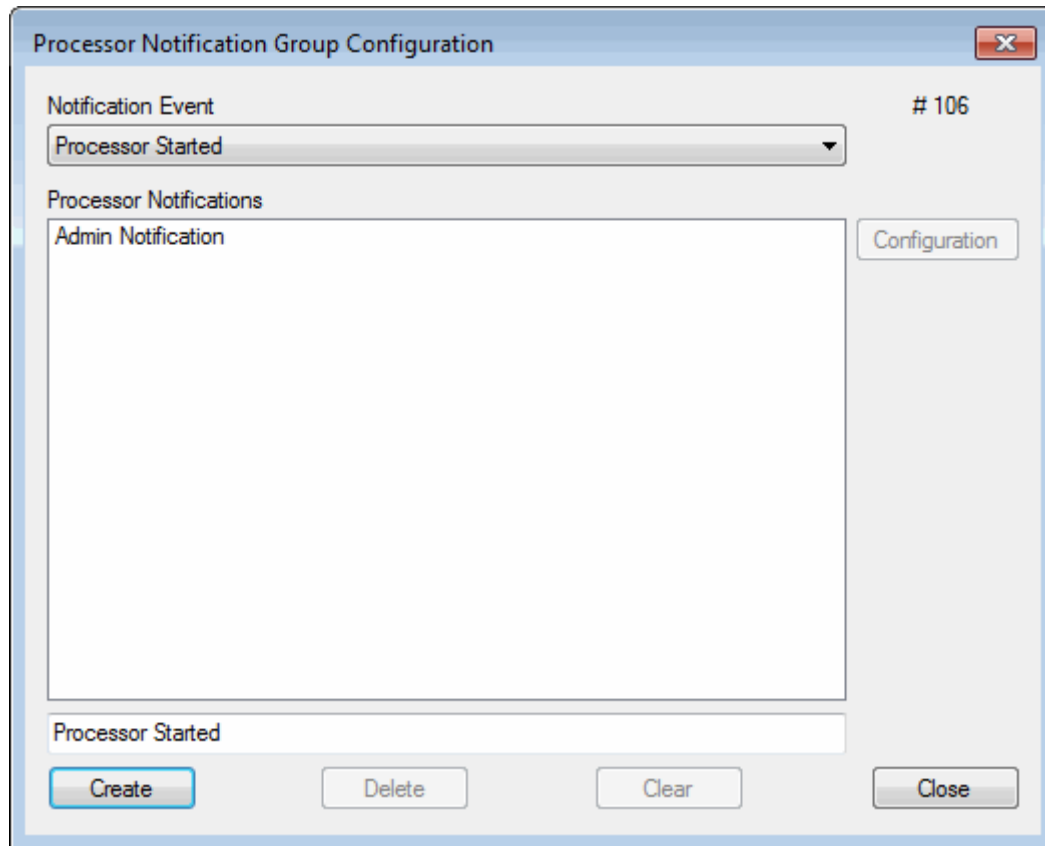 Processor Notification Group Configuration
Notification Event
# 106
Processor Started
Processor Notifications
Admin Notification
Configuration
Processor Started
Create
Delete
Clear
Close